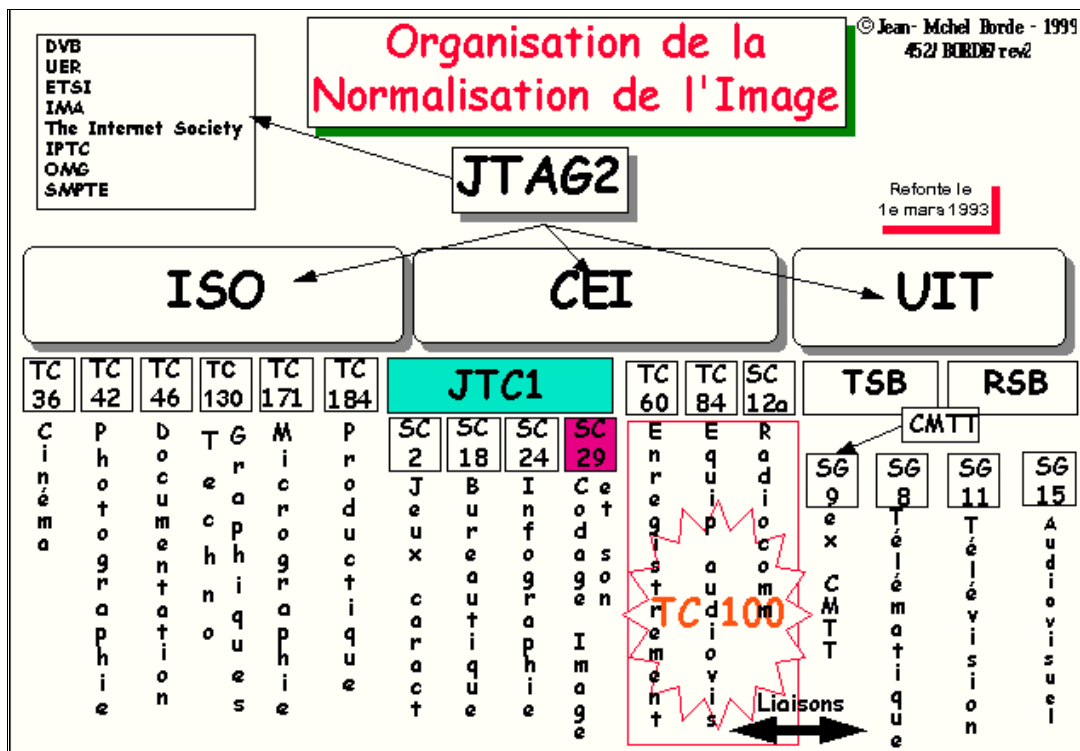 DVB
UER
ETSI
IMA
The Internet Society
IPTC
OMG
SMPTE
Organisation de la
Normalisation de l'Image
© Jean-Mchel Borde - 1999
452/BORDE/rev2
JTAG2
Refonte le
1e mars 1993
ISO
CEI
UIT
TC 36
TC 42
TC 46
TC 130
TC 171
TC 184
JTC1
TC 60
TC 84
SC 12a
TSB
RSB
CMTT
SC 2
SC 18
SC 24
SC 29
SG 9
SG 8
SG 11
SG 15
Cinéma
Photographie
Documentation
Techno
Graphiques
Micrographie
Productique
Jeux caract
Bureautique
Infographie
Codage Image
et son
Enregistrement
Equip audiovis
Radiocomm
ex CMTT
Télématique
Télévision
Audiovisuel
TC 100
Liaisons